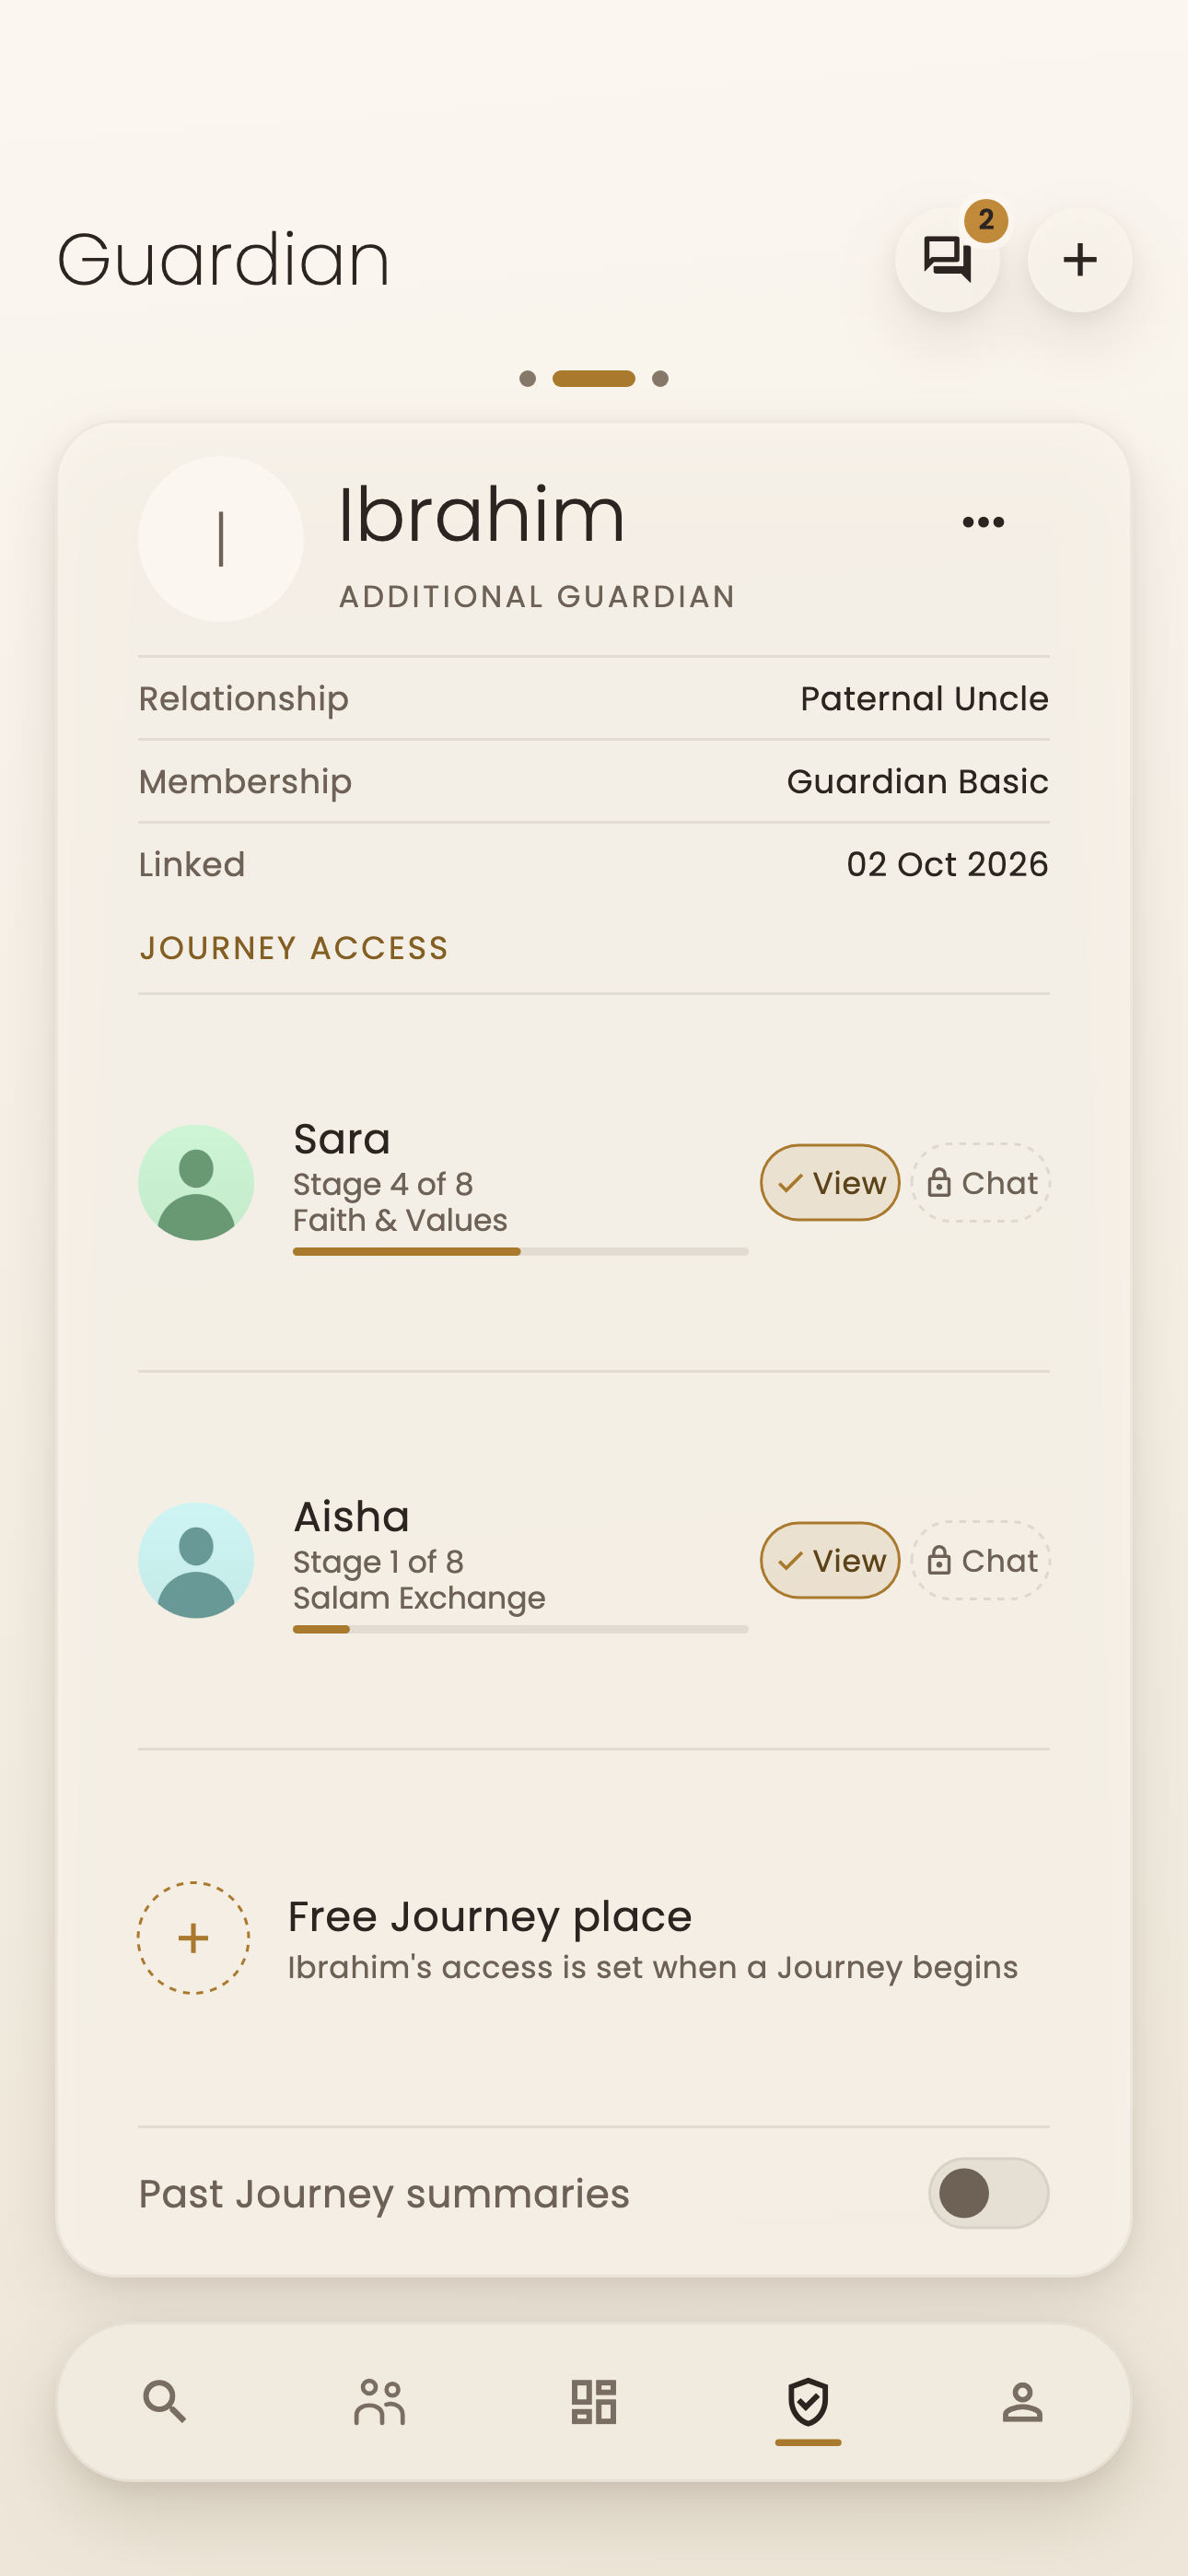 Guardian
2
I
Ibrahim
ADDITIONAL GUARDIAN
Relationship
Paternal Uncle
Membership
Guardian Basic
Linked
02 Oct 2026
JOURNEY ACCESS
Sara
Stage 4 of 8
Faith & Values
View
Chat
Aisha
Stage 1 of 8
Salam Exchange
View
Chat
Free Journey place
Ibrahim's access is set when a Journey begins
Past Journey summaries